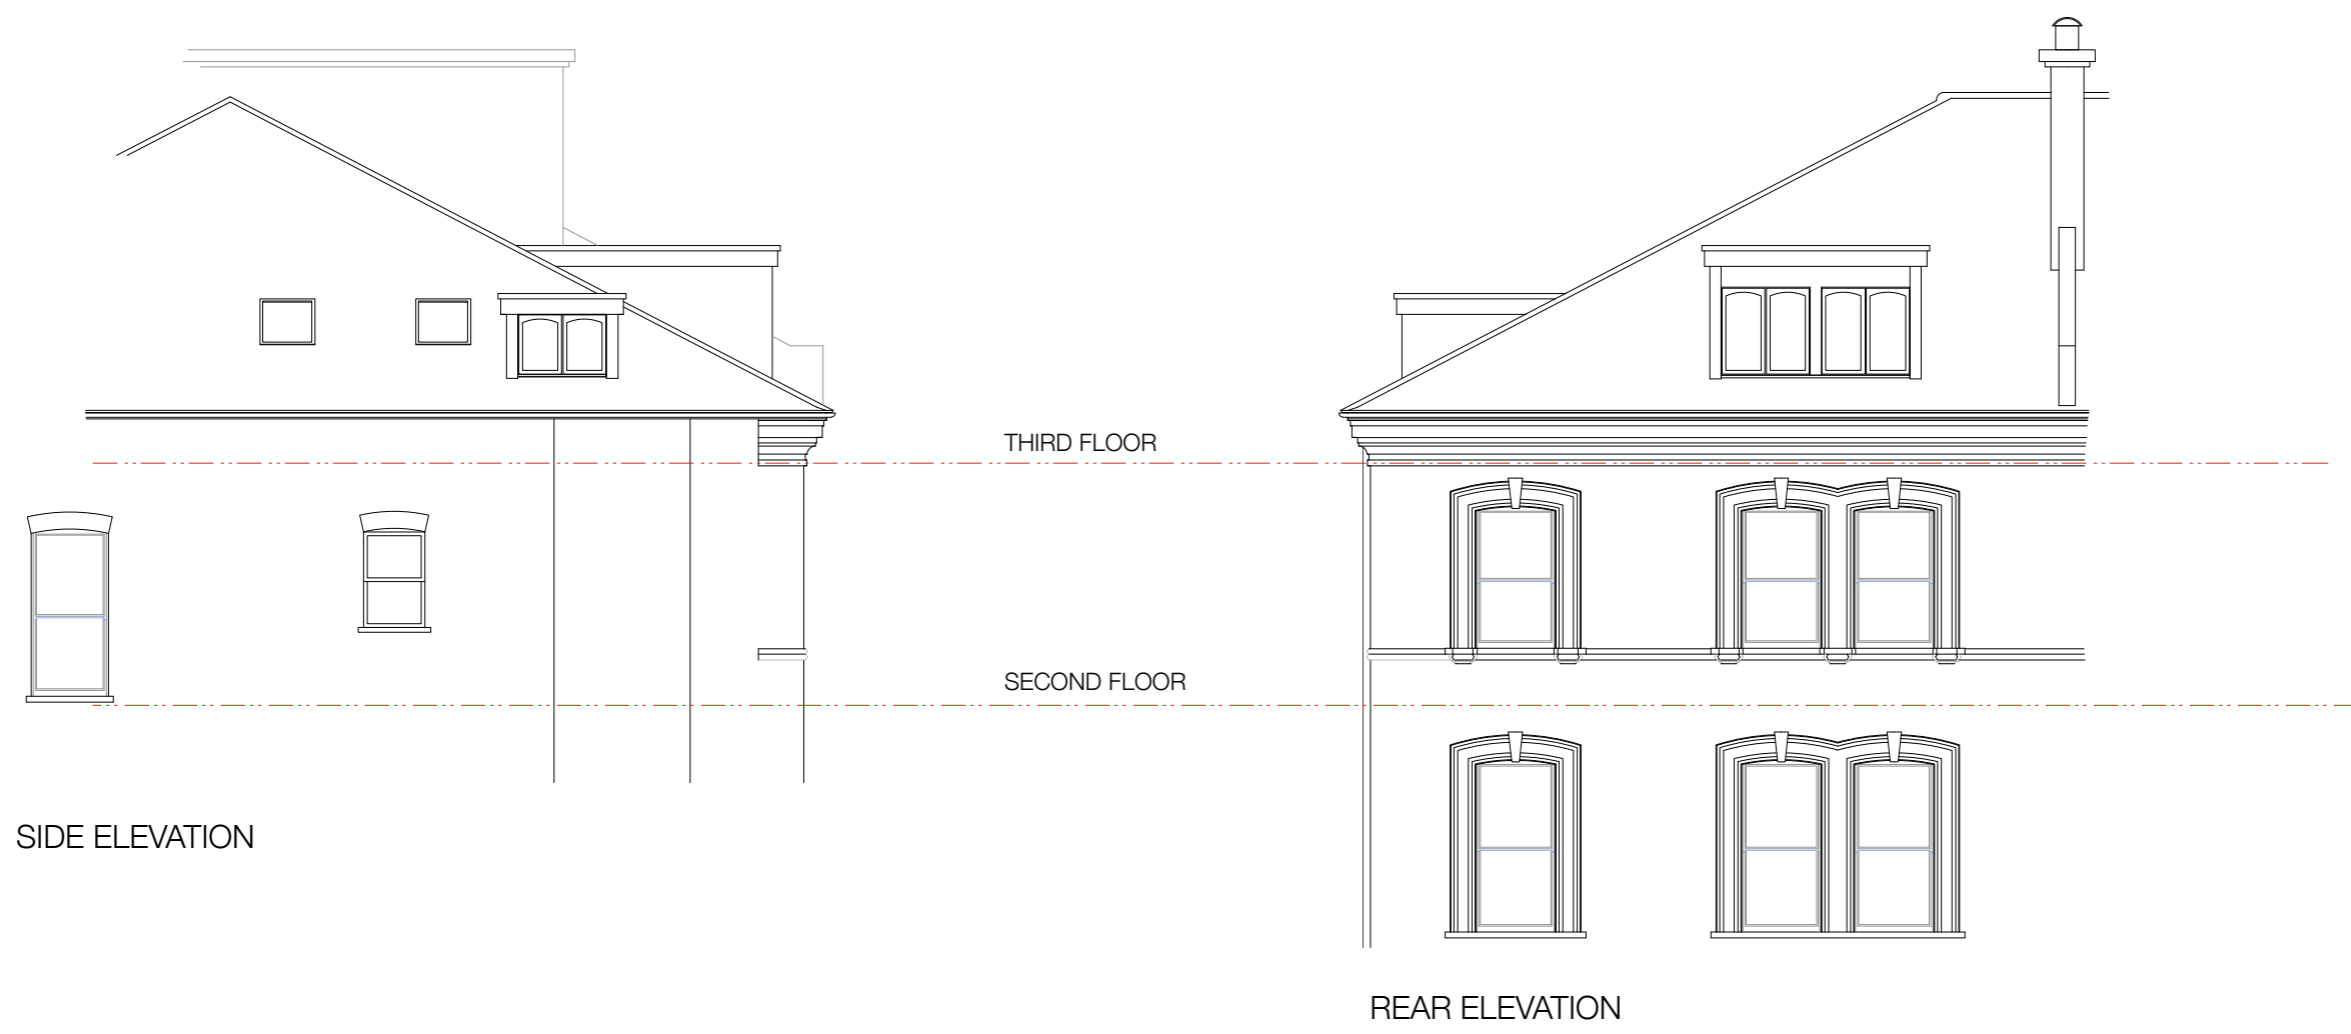 THIRD FLOOR
SECOND FLOOR
SIDE ELEVATION
REAR ELEVATION